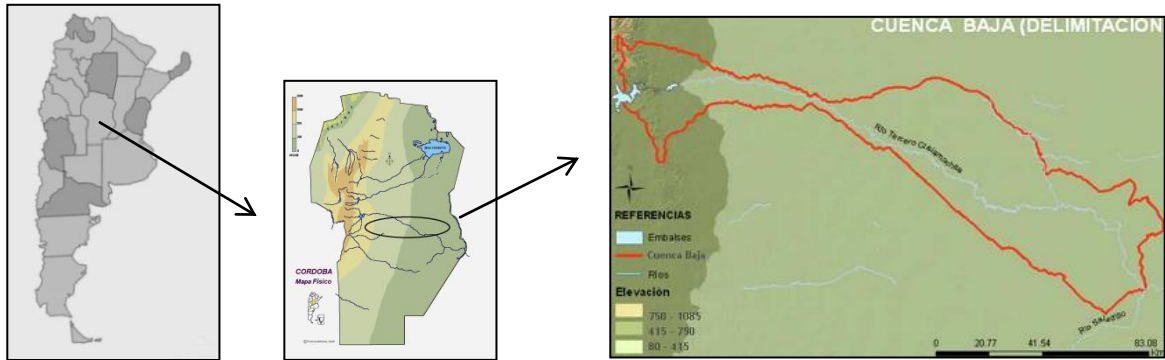 CORDOBA
Mapa Físico
CUENCA BAJA (DELIMITACION
Río Tercero Ctalamochita
Río Saladillo
REFERENCIAS
Embalses
Cuenca Baja
Ríos
Elevación
750 - 1085
415 - 790
80 - 415
0 20.77 41.54 83.08
Km